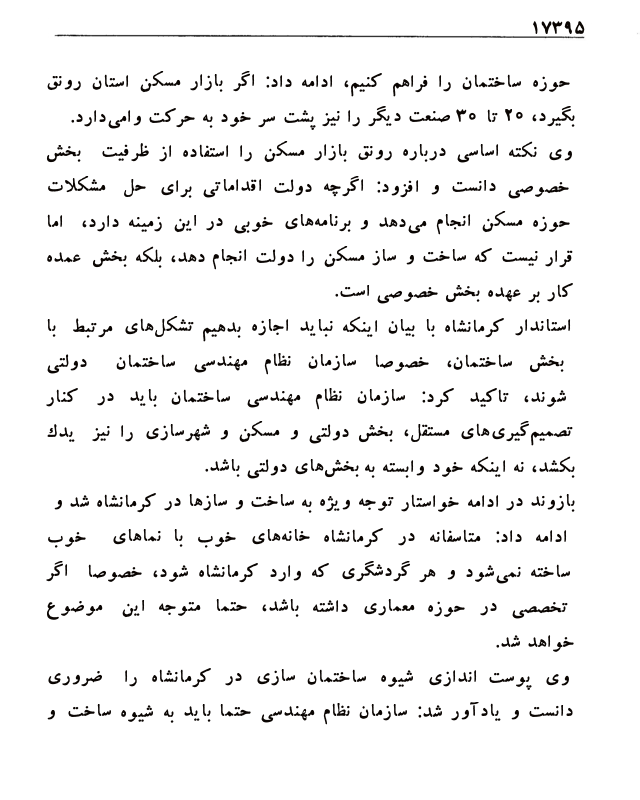 ۱۷۳۹۵
حوزه ساختمان را فراهم کنیم، ادامه داد: اگر بازار مسکن استان رونق
بگیرد، ۲۰ تا ۳۰ صنعت دیگر را نیز پشت سر خود به حرکت وامی‌دارد.
وی نکته اساسی درباره رونق بازار مسکن را استفاده از ظرفیت بخش
خصوصی دانست و افزود: اگرچه دولت اقداماتی برای حل مشکلات
حوزه مسکن انجام می‌دهد و برنامه‌های خوبی در این زمینه دارد، اما
قرار نیست که ساخت و ساز مسکن را دولت انجام دهد، بلکه بخش عمده
کار بر عهده بخش خصوصی است.
استاندار کرمانشاه با بیان اینکه نباید اجازه بدهیم تشکل‌های مرتبط با
بخش ساختمان، خصوصا سازمان نظام مهندسی ساختمان دولتی
شوند، تاکید کرد: سازمان نظام مهندسی ساختمان باید در کنار
تصمیم‌گیری‌های مستقل، بخش دولتی و مسکن و شهرسازی را نیز یدك
بکشد، نه اینکه خود وابسته به بخش‌های دولتی باشد.
بازوند در ادامه خواستار توجه ویژه به ساخت و سازها در کرمانشاه شد و
ادامه داد: متاسفانه در کرمانشاه خانه‌های خوب با نماهای خوب
ساخته نمی‌شود و هر گردشگری که وارد کرمانشاه شود، خصوصا اگر
تخصصی در حوزه معماری داشته باشد، حتما متوجه این موضوع
خواهد شد.
وی پوست اندازی شیوه ساختمان سازی در کرمانشاه را ضروری
دانست و یادآور شد: سازمان نظام مهندسی حتما باید به شیوه ساخت و